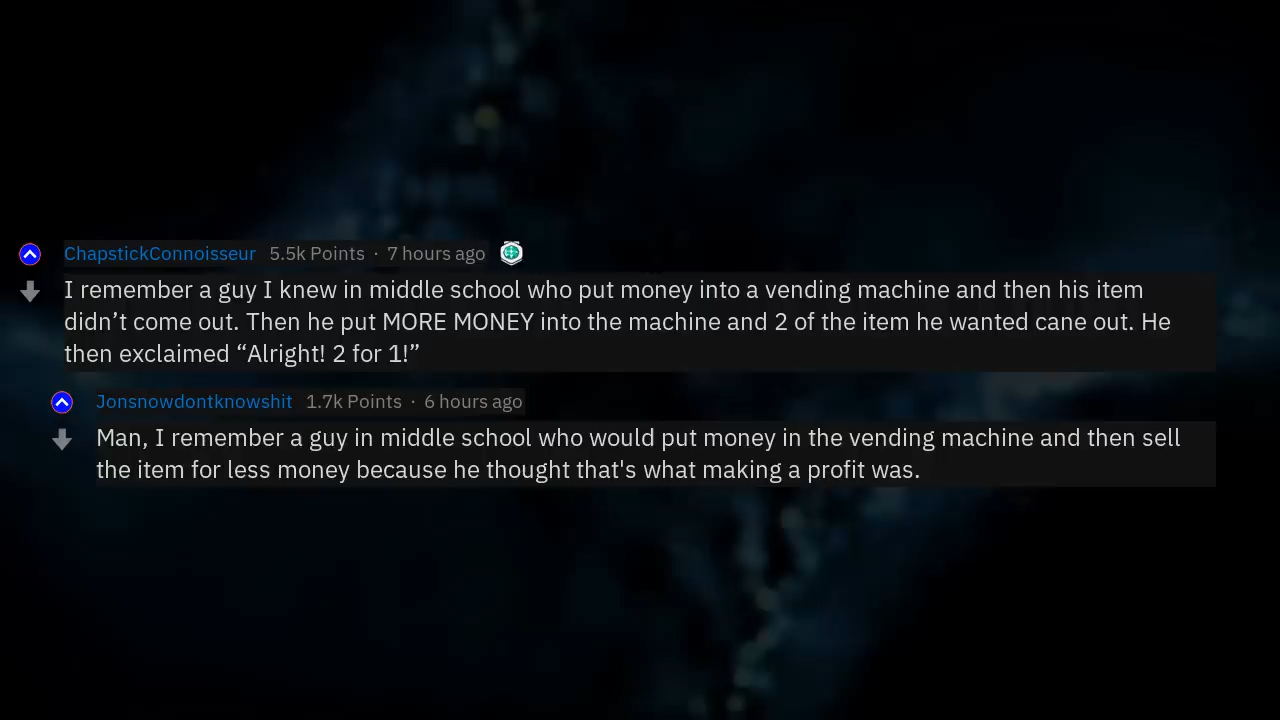 ChapstickConnoisseur 5.5k Points · 7 hours ago
I remember a guy I knew in middle school who put money into a vending machine and then his item
didn’t come out. Then he put MORE MONEY into the machine and 2 of the item he wanted cane out. He
then exclaimed “Alright! 2 for 1!”
Jonsnowdontknowshit 1.7k Points · 6 hours ago
Man, I remember a guy in middle school who would put money in the vending machine and then sell
the item for less money because he thought that's what making a profit was.